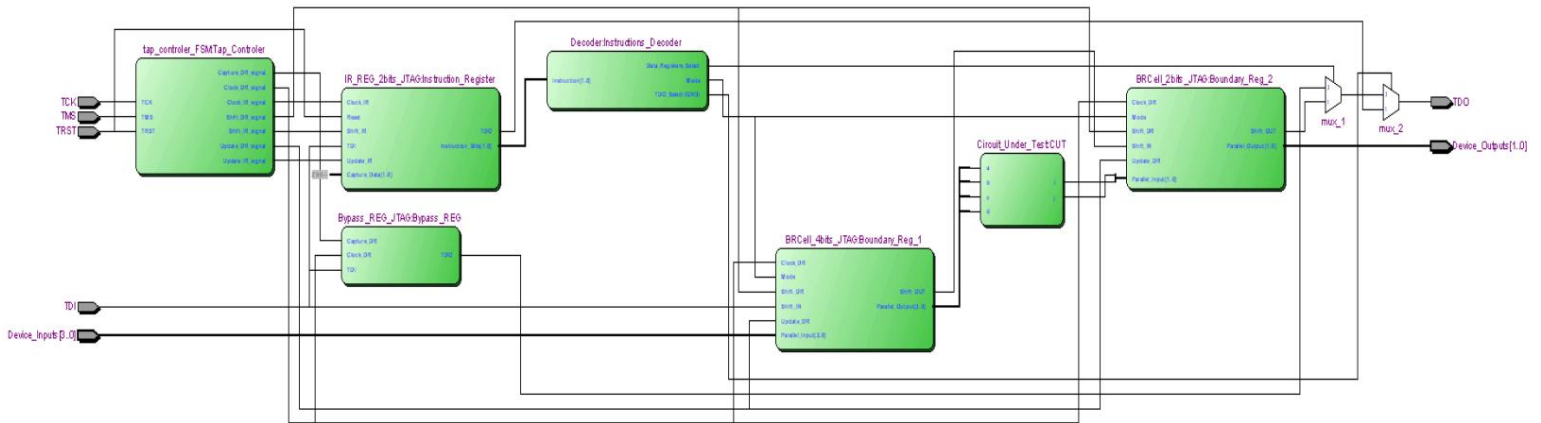 tap_controler_FSM:Tap_Controler
TCK
TMS
TRST
TCK
TMS
TRST
Capture_DR_signal
Clock_DR_signal
Clock_IR_signal
Shift_DR_signal
Shift_IR_signal
Update_DR_signal
Update_IR_signal
IR_REG_2bits_JTAG:Instruction_Register
Clock_IR
Reset
Shift_IR
TDI
Update_IR
Capture_Data[1..0]
TDO
Instruction_Bits[1..0]
Decoder:Instructions_Decoder
Instruction[1..0]
Data_Registers_Select
Mode
Bypass_REG_JTAG:Bypass_REG
Capture_DR
Clock_DR
TDI
TDO
TDI
Device_Inputs[3..0]
BRCell_4bits_JTAG:Boundary_Reg_1
Clock_DR
Mode
Shift_DR
Shift_IN
Update_DR
Parallel_Input[3..0]
Shift_OUT
Parallel_Output[3..0]
Circuit_Under_Test:CUT
BRCell_2bits_JTAG:Boundary_Reg_2
Clock_DR
Mode
Shift_DR
Shift_IN
Update_DR
Parallel_Input[1..0]
Shift_OUT
Parallel_Output[1..0]
mux_1
mux_2
TDO
Device_Outputs[1..0]